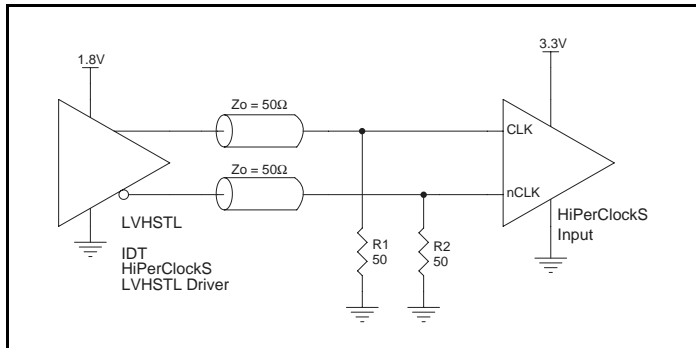 1.8V
3.3V
Zo = 50Ω
CLK
Zo = 50Ω
nCLK
LVHSTL
HiPerClockS
Input
R1
50
R2
50
IDT
HiPerClockS
LVHSTL Driver